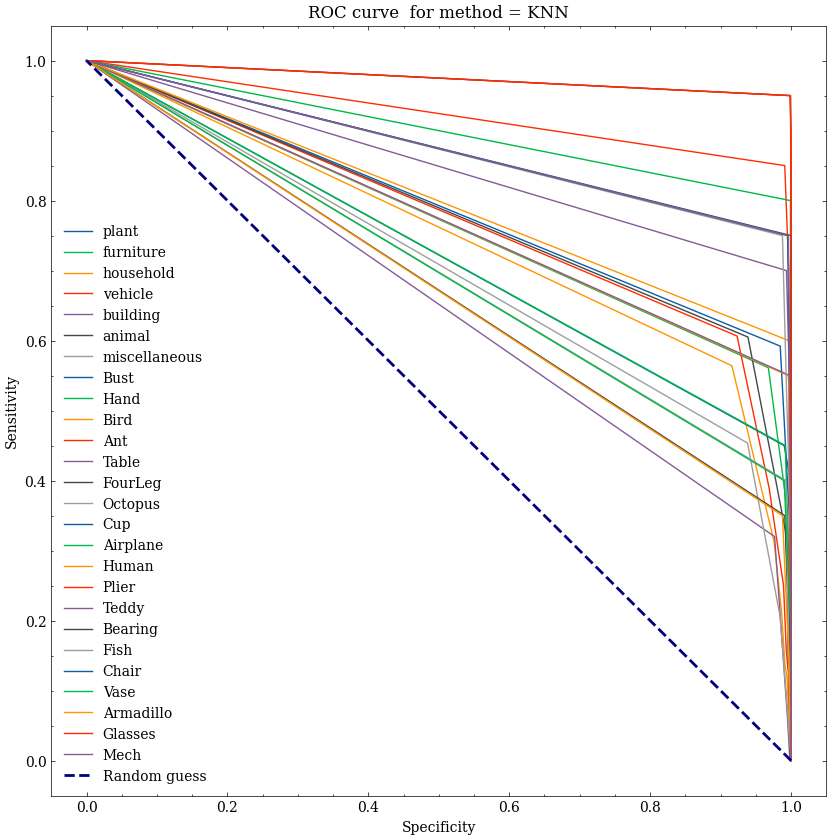 ROC curve  for method = KNN
1.0
0.8
0.6
0.4
0.2
0.0
Sensitivity
plant
furniture
household
vehicle
building
animal
miscellaneous
Bust
Hand
Bird
Ant
Table
FourLeg
Octopus
Cup
Airplane
Human
Plier
Teddy
Bearing
Fish
Chair
Vase
Armadillo
Glasses
Mech
Random guess
0.0 0.2 0.4 0.6 0.8 1.0
Specificity